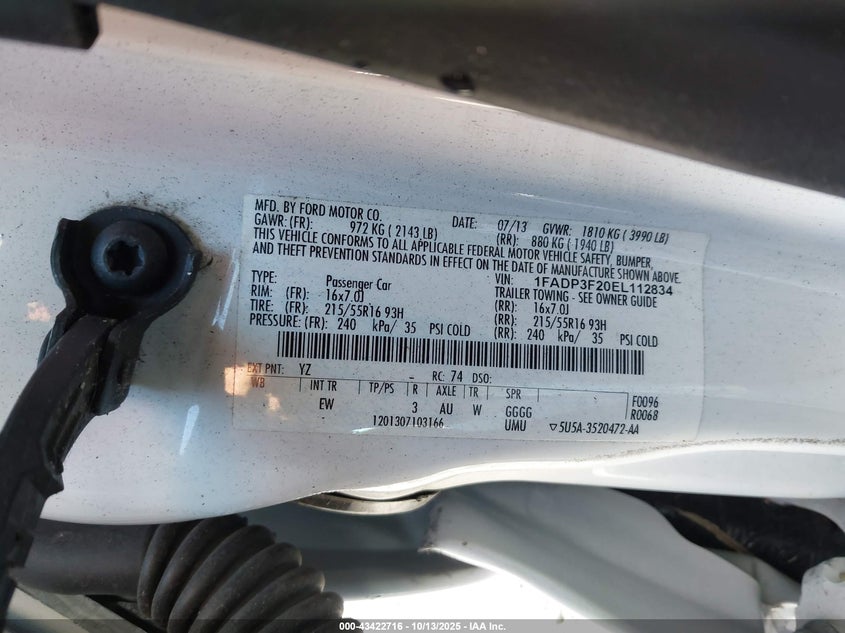 MFD. BY FORD MOTOR CO. DATE: 07/13 GVWR: 1810 KG ( 3990 LB)
GAWR: (FR): 972 KG ( 2143 LB) (RR): 880 KG ( 1940 LB)
THIS VEHICLE CONFORMS TO ALL APPLICABLE FEDERAL MOTOR VEHICLE SAFETY, BUMPER,
AND THEFT PREVENTION STANDARDS IN EFFECT ON THE DATE OF MANUFACTURE SHOWN ABOVE.
VIN: 1FADP3F20EL112834
TYPE: Passenger Car TRAILER TOWING - SEE OWNER GUIDE
RIM: (FR): 16x7.0J (RR): 16x7.0J
TIRE: (FR): 215/55R16 93H (RR): 215/55R16 93H
PRESSURE: (FR): 240 kPa/ 35 PSI COLD (RR): 240 kPa/ 35 PSI COLD
EXT PNT: YZ RC: 74 DSO:
WB INT TR TP/PS R AXLE TR SPR F0096
EW 3 AU W GGGG R0068
1201307103166 UMU ▽5U5A-3520472-AA
000-43422716 - 10/13/2025 - IAA Inc.